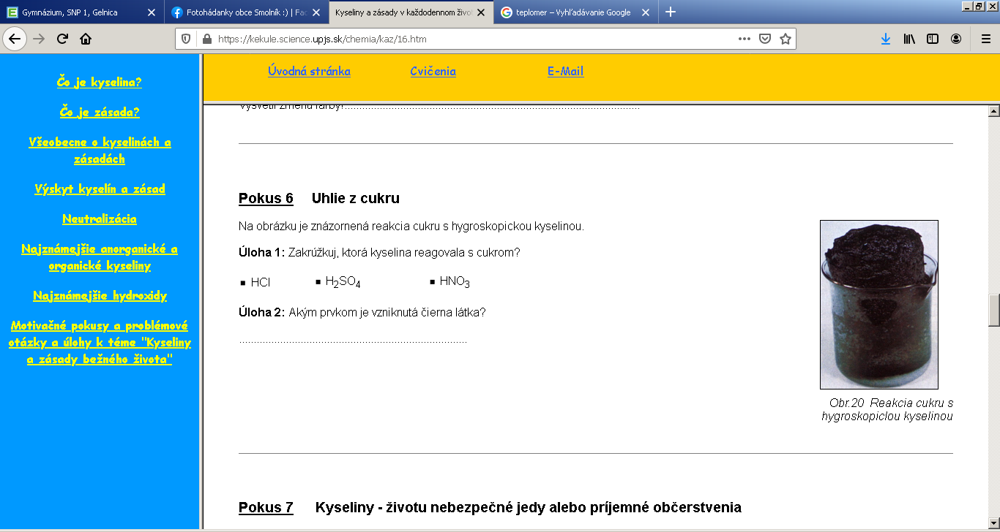 Gymnázium, SNP 1, Gelnica
Fotohádanky obce Smolník :) | Fac
Kyseliny a zásady v každodennom živo
teplomer – Vyhľadávanie Google
https://kekule.science.upjs.sk/chemia/kaz/16.htm
Úvodná stránka Cvičenia E-Mail
Čo je kyselina?
Čo je zásada?
Všeobecne o kyselinách a
zásadách
Výskyt kyselín a zásad
Neutralizácia
Najznámejšie anorganické a
organické kyseliny
Najznámejšie hydroxidy
Motivačné pokusy a problémové
otázky a úlohy k téme "Kyseliny
a zásady bežného života"
Vysvetli zmenu farby!.....................................................................................................
Pokus 6 Uhlie z cukru
Na obrázku je znázornená reakcia cukru s hygroskopickou kyselinou.
Úloha 1: Zakrúžkuj, ktorá kyselina reagovala s cukrom?
▪ HCl ▪ H2SO4 ▪ HNO3
Úloha 2: Akým prvkom je vzniknutá čierna látka?
..............................................................................
Obr.20 Reakcia cukru s
hygroskopiclou kyselinou
Pokus 7 Kyseliny - životu nebezpečné jedy alebo príjemné občerstvenia